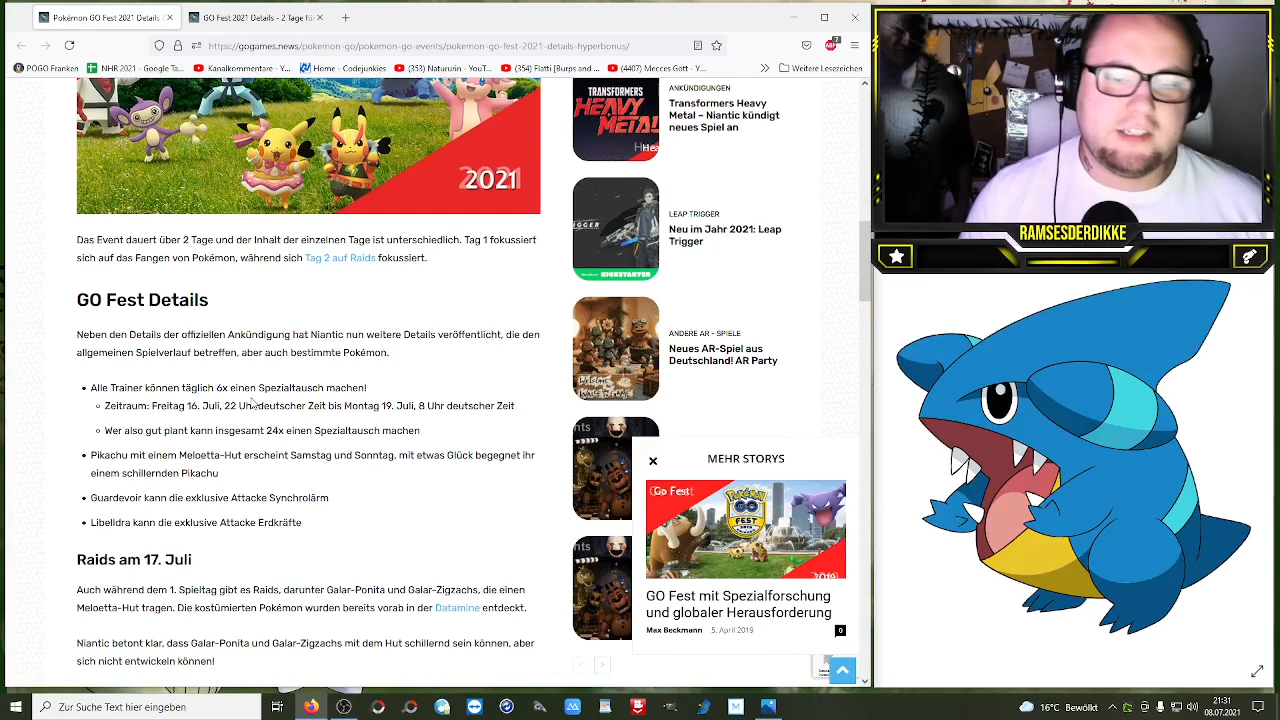 Pokémon GO Fest 2021 Details
GO Fest 2021 Details - 2 Tage fül
https://gogames.news/pokemon-go/pokemon-go-events/pokemon-go-fest-2021-details-hyperbonus/
POGO Franken
NHR 2021 - Googl...
Kanalkommentare - Y...
Home - Codejunkies
(353) Naturuin - YouT...
(354) Flatti [Burps and ...
(4407) Mecces Gott - Y...
Weitere Lesezeichen
2021
Das Event dauert über 2 Tage und der Inhalt der einzelnen Tage ist unterschiedlich. Tag 1 fokussiert
sich auf das Fangen von Pokémon, während sich Tag 2 auf Raids fokussiert.
GO Fest Details
Neben den Details der offiziellen Ankündigung hat Niantic nun weitere Details veröffentlicht, die den
allgemeinen Spielverlauf betreffen, aber auch bestimmte Pokémon.
Alle Trainer können täglich 6x einen Spezialtausch machen!
Zeitraum: Freitag 16. Juli, 22 Uhr deutscher Zeit bis Montag 19. Juli, 8 Uhr deutscher Zeit
Wer also gut plant kann insgesamt 24x den Spezialtausch machen
Pikachu mit einem Meloetta-Hut erscheint Samstag und Sonntag, mit etwas Glück begegnet ihr
einem schillernden Pikachu
Guardevoir kann die exklusive Attacke Synchrolärm
Libelldra kann die exklusive Attacke Erdkräfte
Raids am 17. Juli
Auch während dem 1. Spieltag gibt es Raids, darunter Galar-Ponita und Galar-Zigzachs, die einen
Meloetta-Hut tragen. Die kostümierten Pokémon wurden bereits vorab in der Datamine entdeckt.
Niantic betont klar, dass Galar-Ponita und Galar-Zigzachs mit dem Hut schillernd sein können, aber
sich nicht entwickeln können!
TRANSFORMERS
HEAVY
METAL
ANKÜNDIGUNGEN
Transformers Heavy
Metal – Niantic kündigt
neues Spiel an
KICKSTARTER
LEAP TRIGGER
Neu im Jahr 2021: Leap
Trigger
ANDERE AR - SPIELE
Neues AR-Spiel aus
Deutschland! AR Party
MEHR STORYS
Go Fest
POKÉMON GO
FEST
2019
GO Fest mit Spezialforschung
und globaler Herausforderung
Max Beckmann 5. April 2019
0
RAMSESDERDIKKE
Zur Suche Text hier eingeben
16°C Bewölkt
21:31
08.07.2021